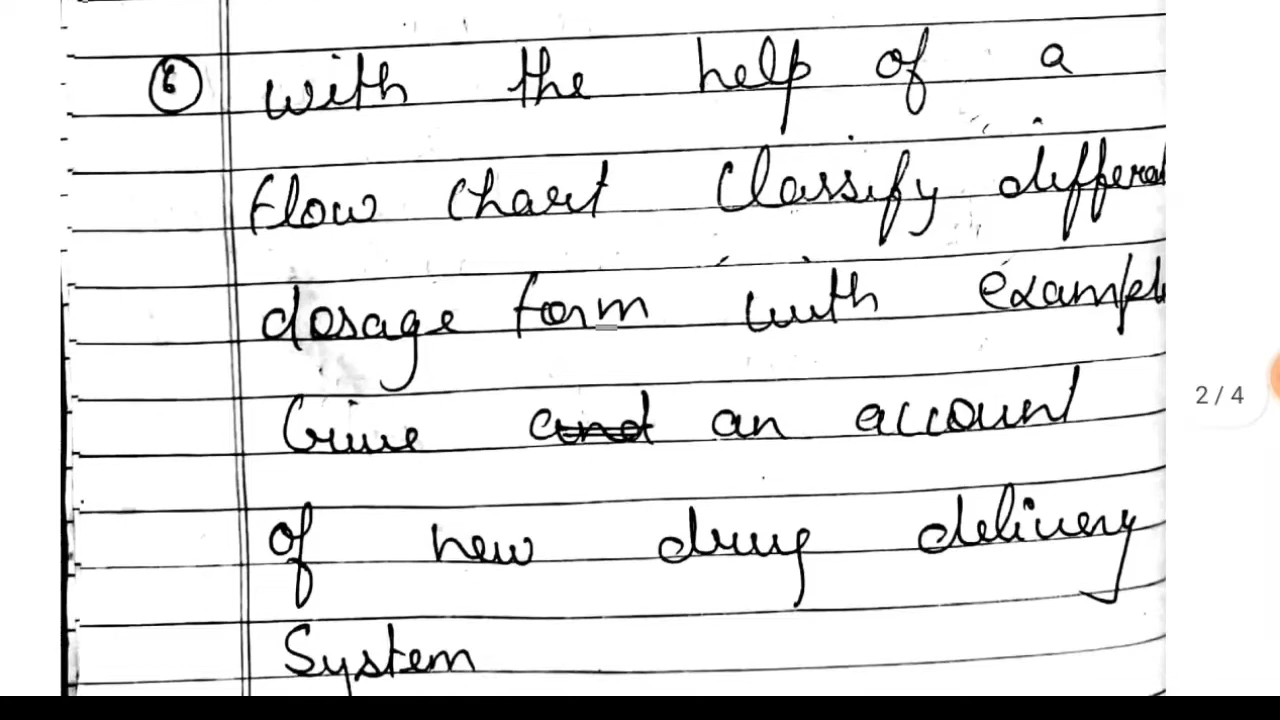 6 with the help of a
flow chart Classify differe
dosage form with exampl
Give and an account
of new drug delivery
System
2 / 4